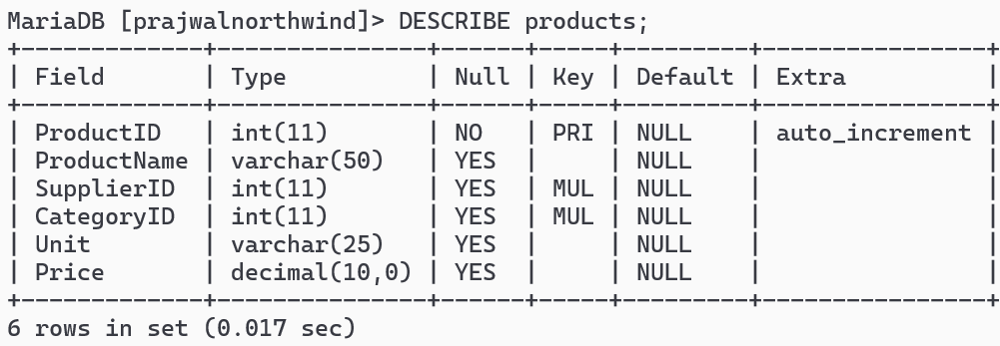 MariaDB [prajwalnorthwind]> DESCRIBE products;
+-------------+---------------+------+-----+---------+----------------+
| Field       | Type          | Null | Key | Default | Extra          |
+-------------+---------------+------+-----+---------+----------------+
| ProductID   | int(11)       | NO   | PRI | NULL    | auto_increment |
| ProductName | varchar(50)   | YES  |     | NULL    |                |
| SupplierID  | int(11)       | YES  | MUL | NULL    |                |
| CategoryID  | int(11)       | YES  | MUL | NULL    |                |
| Unit        | varchar(25)   | YES  |     | NULL    |                |
| Price       | decimal(10,0) | YES  |     | NULL    |                |
+-------------+---------------+------+-----+---------+----------------+
6 rows in set (0.017 sec)